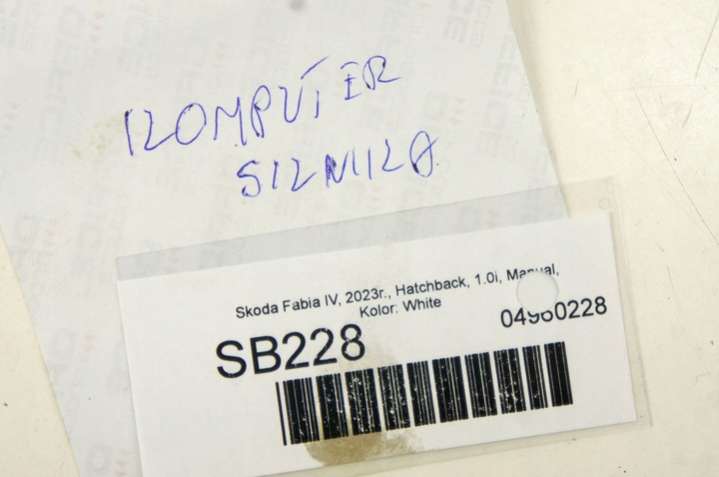 KOMPUTER
SILNIKA
Skoda Fabia IV, 2023r., Hatchback, 1.0i, Manual,
Kolor: White
SB228
04960228